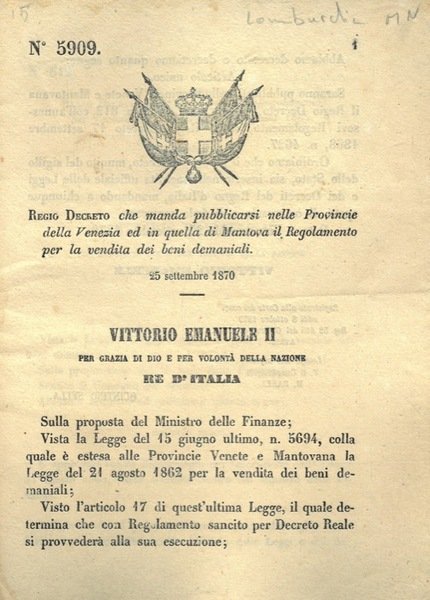 15
Lombardia MN
N° 5909.
1
REGIO DECRETO che manda pubblicarsi nelle Provincie
della Venezia ed in quella di Mantova il Regolamento
per la vendita dei beni demaniali.
25 settembre 1870
VITTORIO EMANUELE II
PER GRAZIA DI DIO E PER VOLONTÀ DELLA NAZIONE
RE D'ITALIA
Sulla proposta del Ministro delle Finanze;
Vista la Legge del 15 giugno ultimo, n. 5694, colla
quale è estesa alle Provincie Venete e Mantovana la
Legge del 21 agosto 1862 per la vendita dei beni de-
maniali;
Visto l'articolo 17 di quest'ultima Legge, il quale de-
termina che con Regolamento sancito per Decreto Reale
si provvederà alla sua esecuzione;